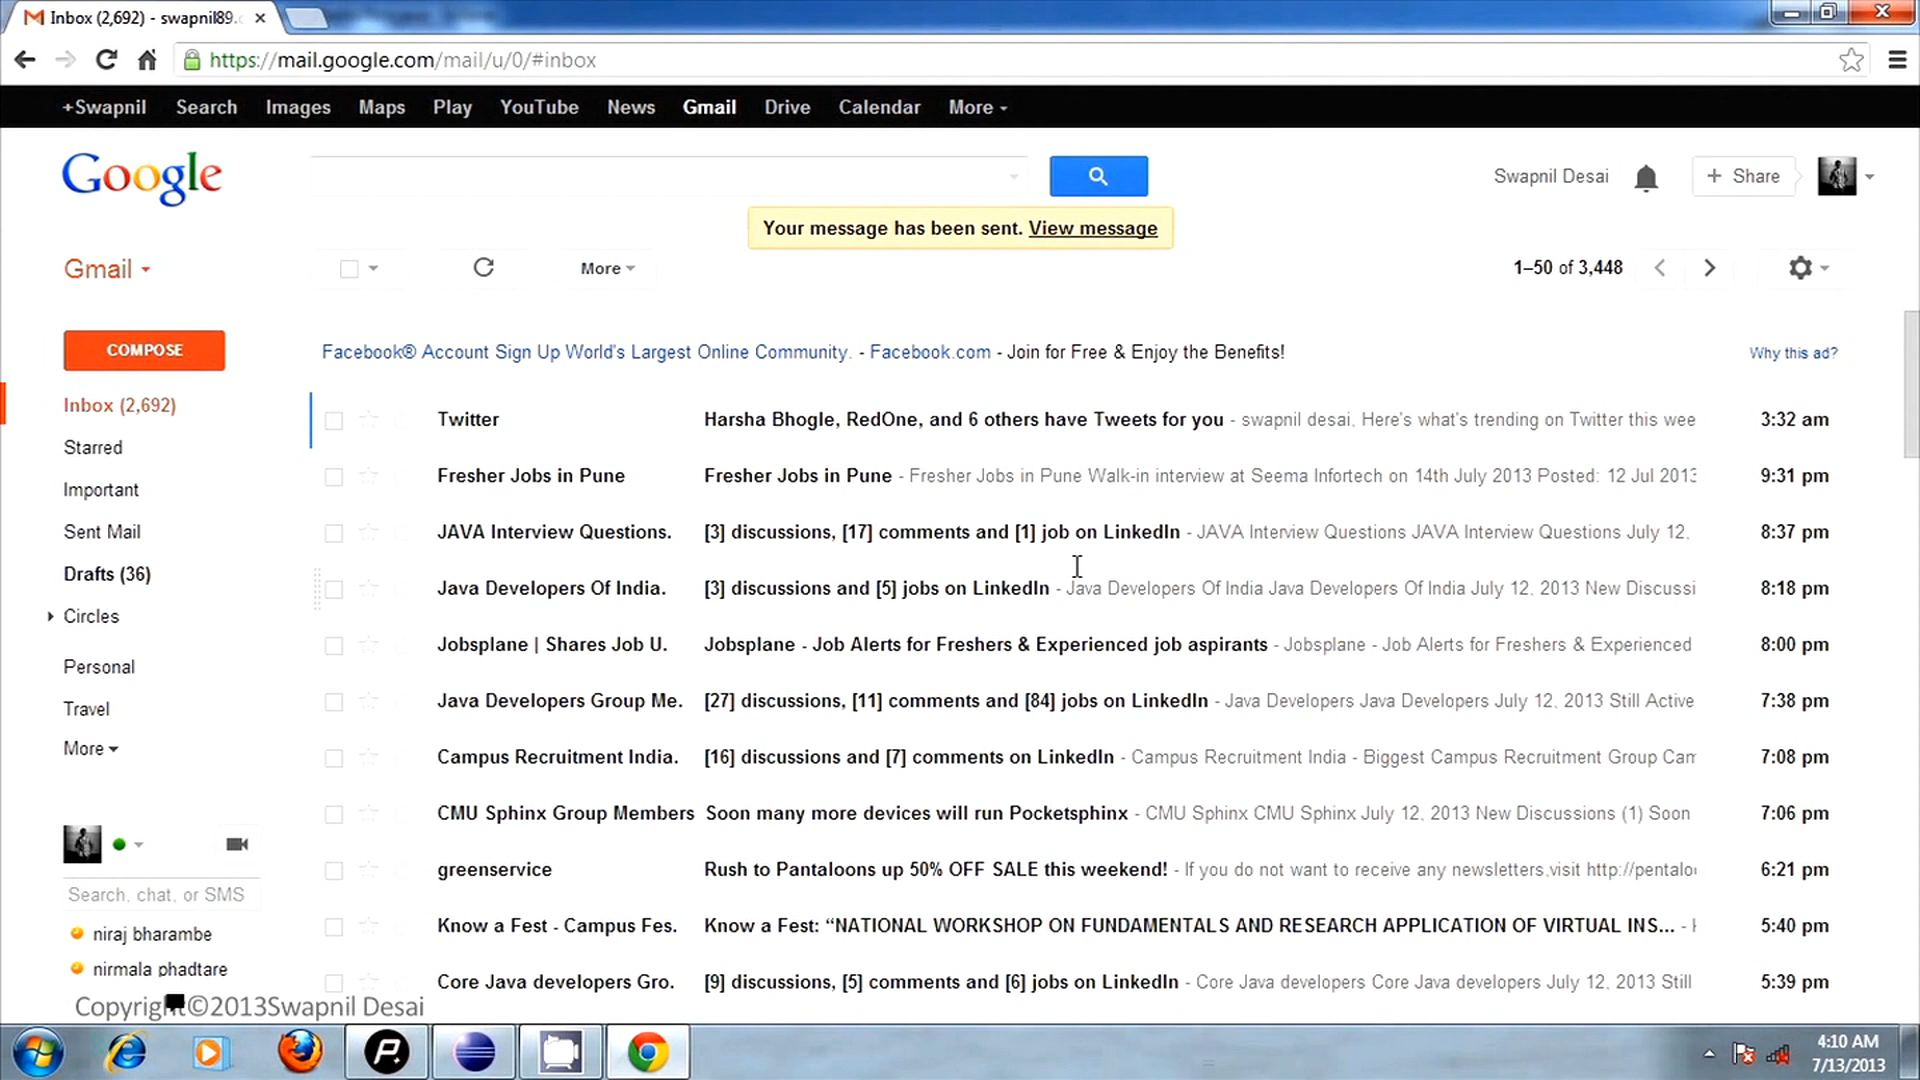 Inbox (2,692) - swapnil89.
https://mail.google.com/mail/u/0/#inbox
+Swapnil Search Images Maps Play YouTube News Gmail Drive Calendar More
Google
Swapnil Desai + Share
Your message has been sent. View message
Gmail
More
1–50 of 3,448
COMPOSE
Facebook® Account Sign Up World's Largest Online Community. - Facebook.com - Join for Free & Enjoy the Benefits!
Why this ad?
Inbox (2,692)
Starred
Important
Sent Mail
Drafts (36)
Circles
Personal
Travel
More
Twitter Harsha Bhogle, RedOne, and 6 others have Tweets for you - swapnil desai, Here's what's trending on Twitter this wee 3:32 am
Fresher Jobs in Pune Fresher Jobs in Pune - Fresher Jobs in Pune Walk-in interview at Seema Infortech on 14th July 2013 Posted: 12 Jul 2013 9:31 pm
JAVA Interview Questions. [3] discussions, [17] comments and [1] job on LinkedIn - JAVA Interview Questions JAVA Interview Questions July 12, 8:37 pm
Java Developers Of India. [3] discussions and [5] jobs on LinkedIn - Java Developers Of India Java Developers Of India July 12, 2013 New Discussi 8:18 pm
Jobsplane | Shares Job U. Jobsplane - Job Alerts for Freshers & Experienced job aspirants - Jobsplane - Job Alerts for Freshers & Experienced 8:00 pm
Java Developers Group Me. [27] discussions, [11] comments and [84] jobs on LinkedIn - Java Developers Java Developers July 12, 2013 Still Active 7:38 pm
Campus Recruitment India. [16] discussions and [7] comments on LinkedIn - Campus Recruitment India - Biggest Campus Recruitment Group Cam 7:08 pm
CMU Sphinx Group Members Soon many more devices will run Pocketsphinx - CMU Sphinx CMU Sphinx July 12, 2013 New Discussions (1) Soon 7:06 pm
greenservice Rush to Pantaloons up 50% OFF SALE this weekend! - If you do not want to receive any newsletters,visit http://pentalo 6:21 pm
Know a Fest - Campus Fes. Know a Fest: “NATIONAL WORKSHOP ON FUNDAMENTALS AND RESEARCH APPLICATION OF VIRTUAL INS... - 5:40 pm
Core Java developers Gro. [9] discussions, [5] comments and [6] jobs on LinkedIn - Core Java developers Core Java developers July 12, 2013 Still 5:39 pm
Search, chat, or SMS
niraj bharambe
nirmala phadtare
Copyright©2013Swapnil Desai
4:10 AM
7/13/2013